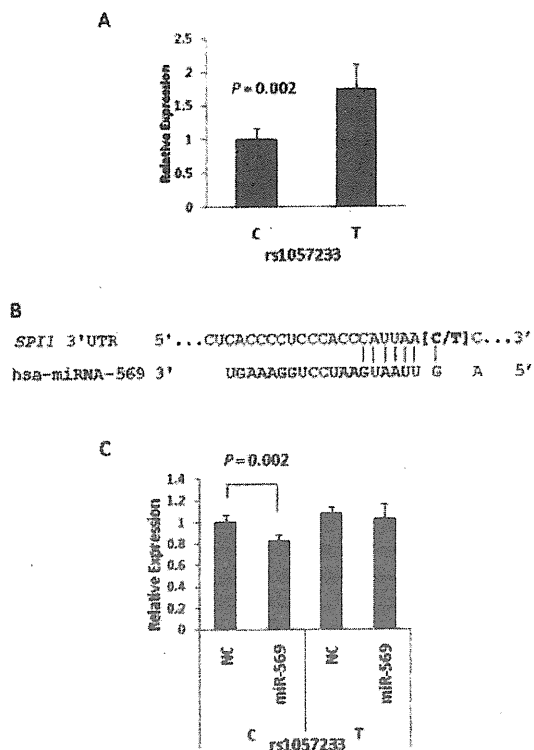 A
2.5
2
1.5
1
0.5
0
Relative Expression
P = 0.002
C T
rs1057233
B
SPI1 3'UTR 5'...CUCACCCCUCCCACCCAUUAA[C/T]C...3'
hsa-miRNA-569 3' UGAAAGGUCCUAAGUAAUU G A 5'
C
P = 0.002
1.4
1.2
1
0.8
0.6
0.4
0.2
0
Relative Expression
NC miR-569 NC miR-569
C T
rs1057233